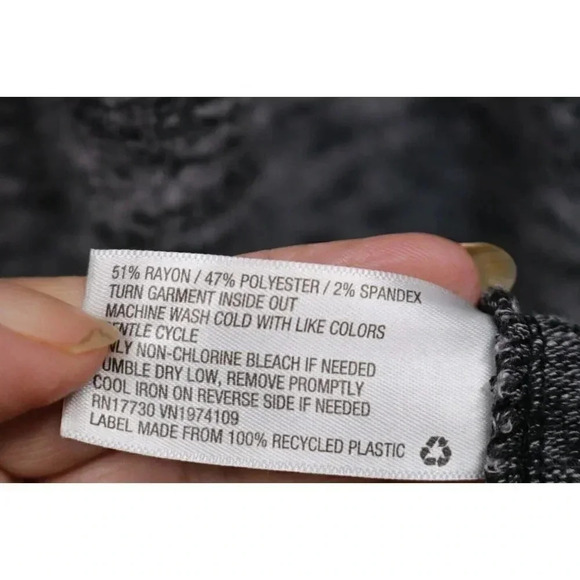 51% RAYON / 47% POLYESTER / 2% SPANDEX
TURN GARMENT INSIDE OUT
MACHINE WASH COLD WITH LIKE COLORS
ENTLE CYCLE
NLY NON-CHLORINE BLEACH IF NEEDED
UMBLE DRY LOW, REMOVE PROMPTLY
COOL IRON ON REVERSE SIDE IF NEEDED
RN17730 VN1974109
LABEL MADE FROM 100% RECYCLED PLASTIC